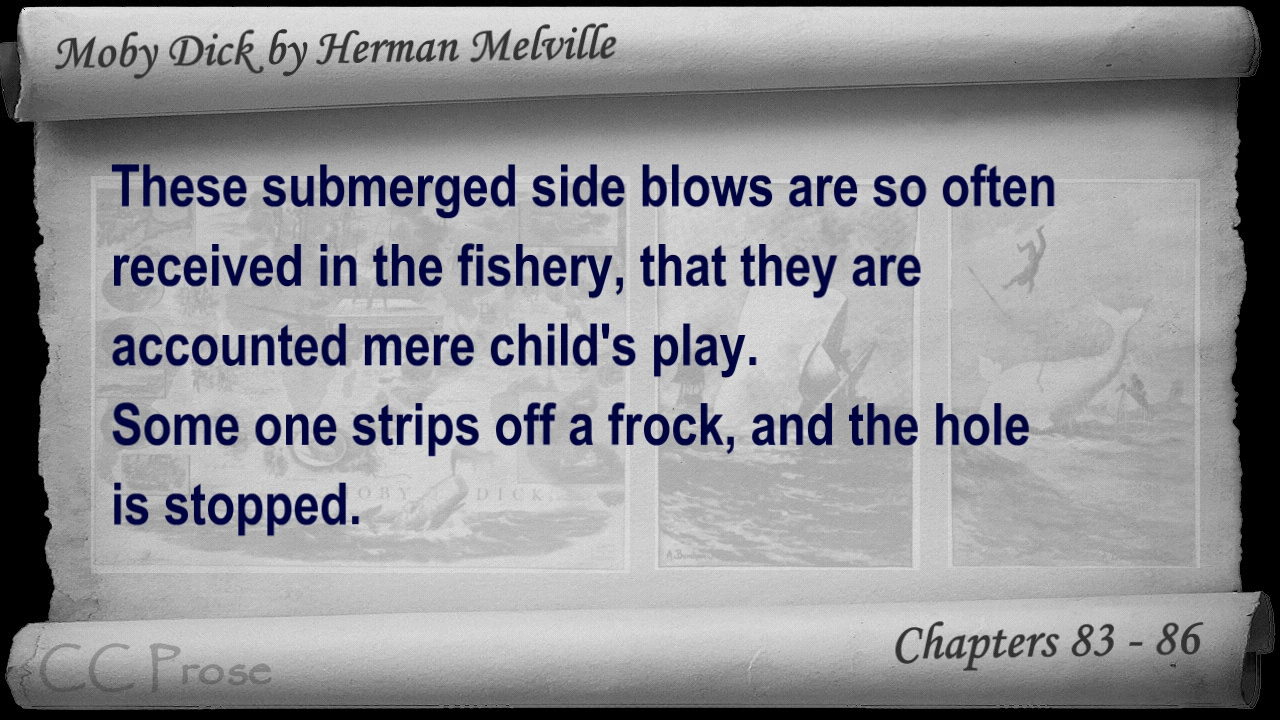 Moby Dick by Herman Melville
These submerged side blows are so often
received in the fishery, that they are
accounted mere child's play.
Some one strips off a frock, and the hole
is stopped.
MOBY DICK
Chapters 83 - 86
CC Prose